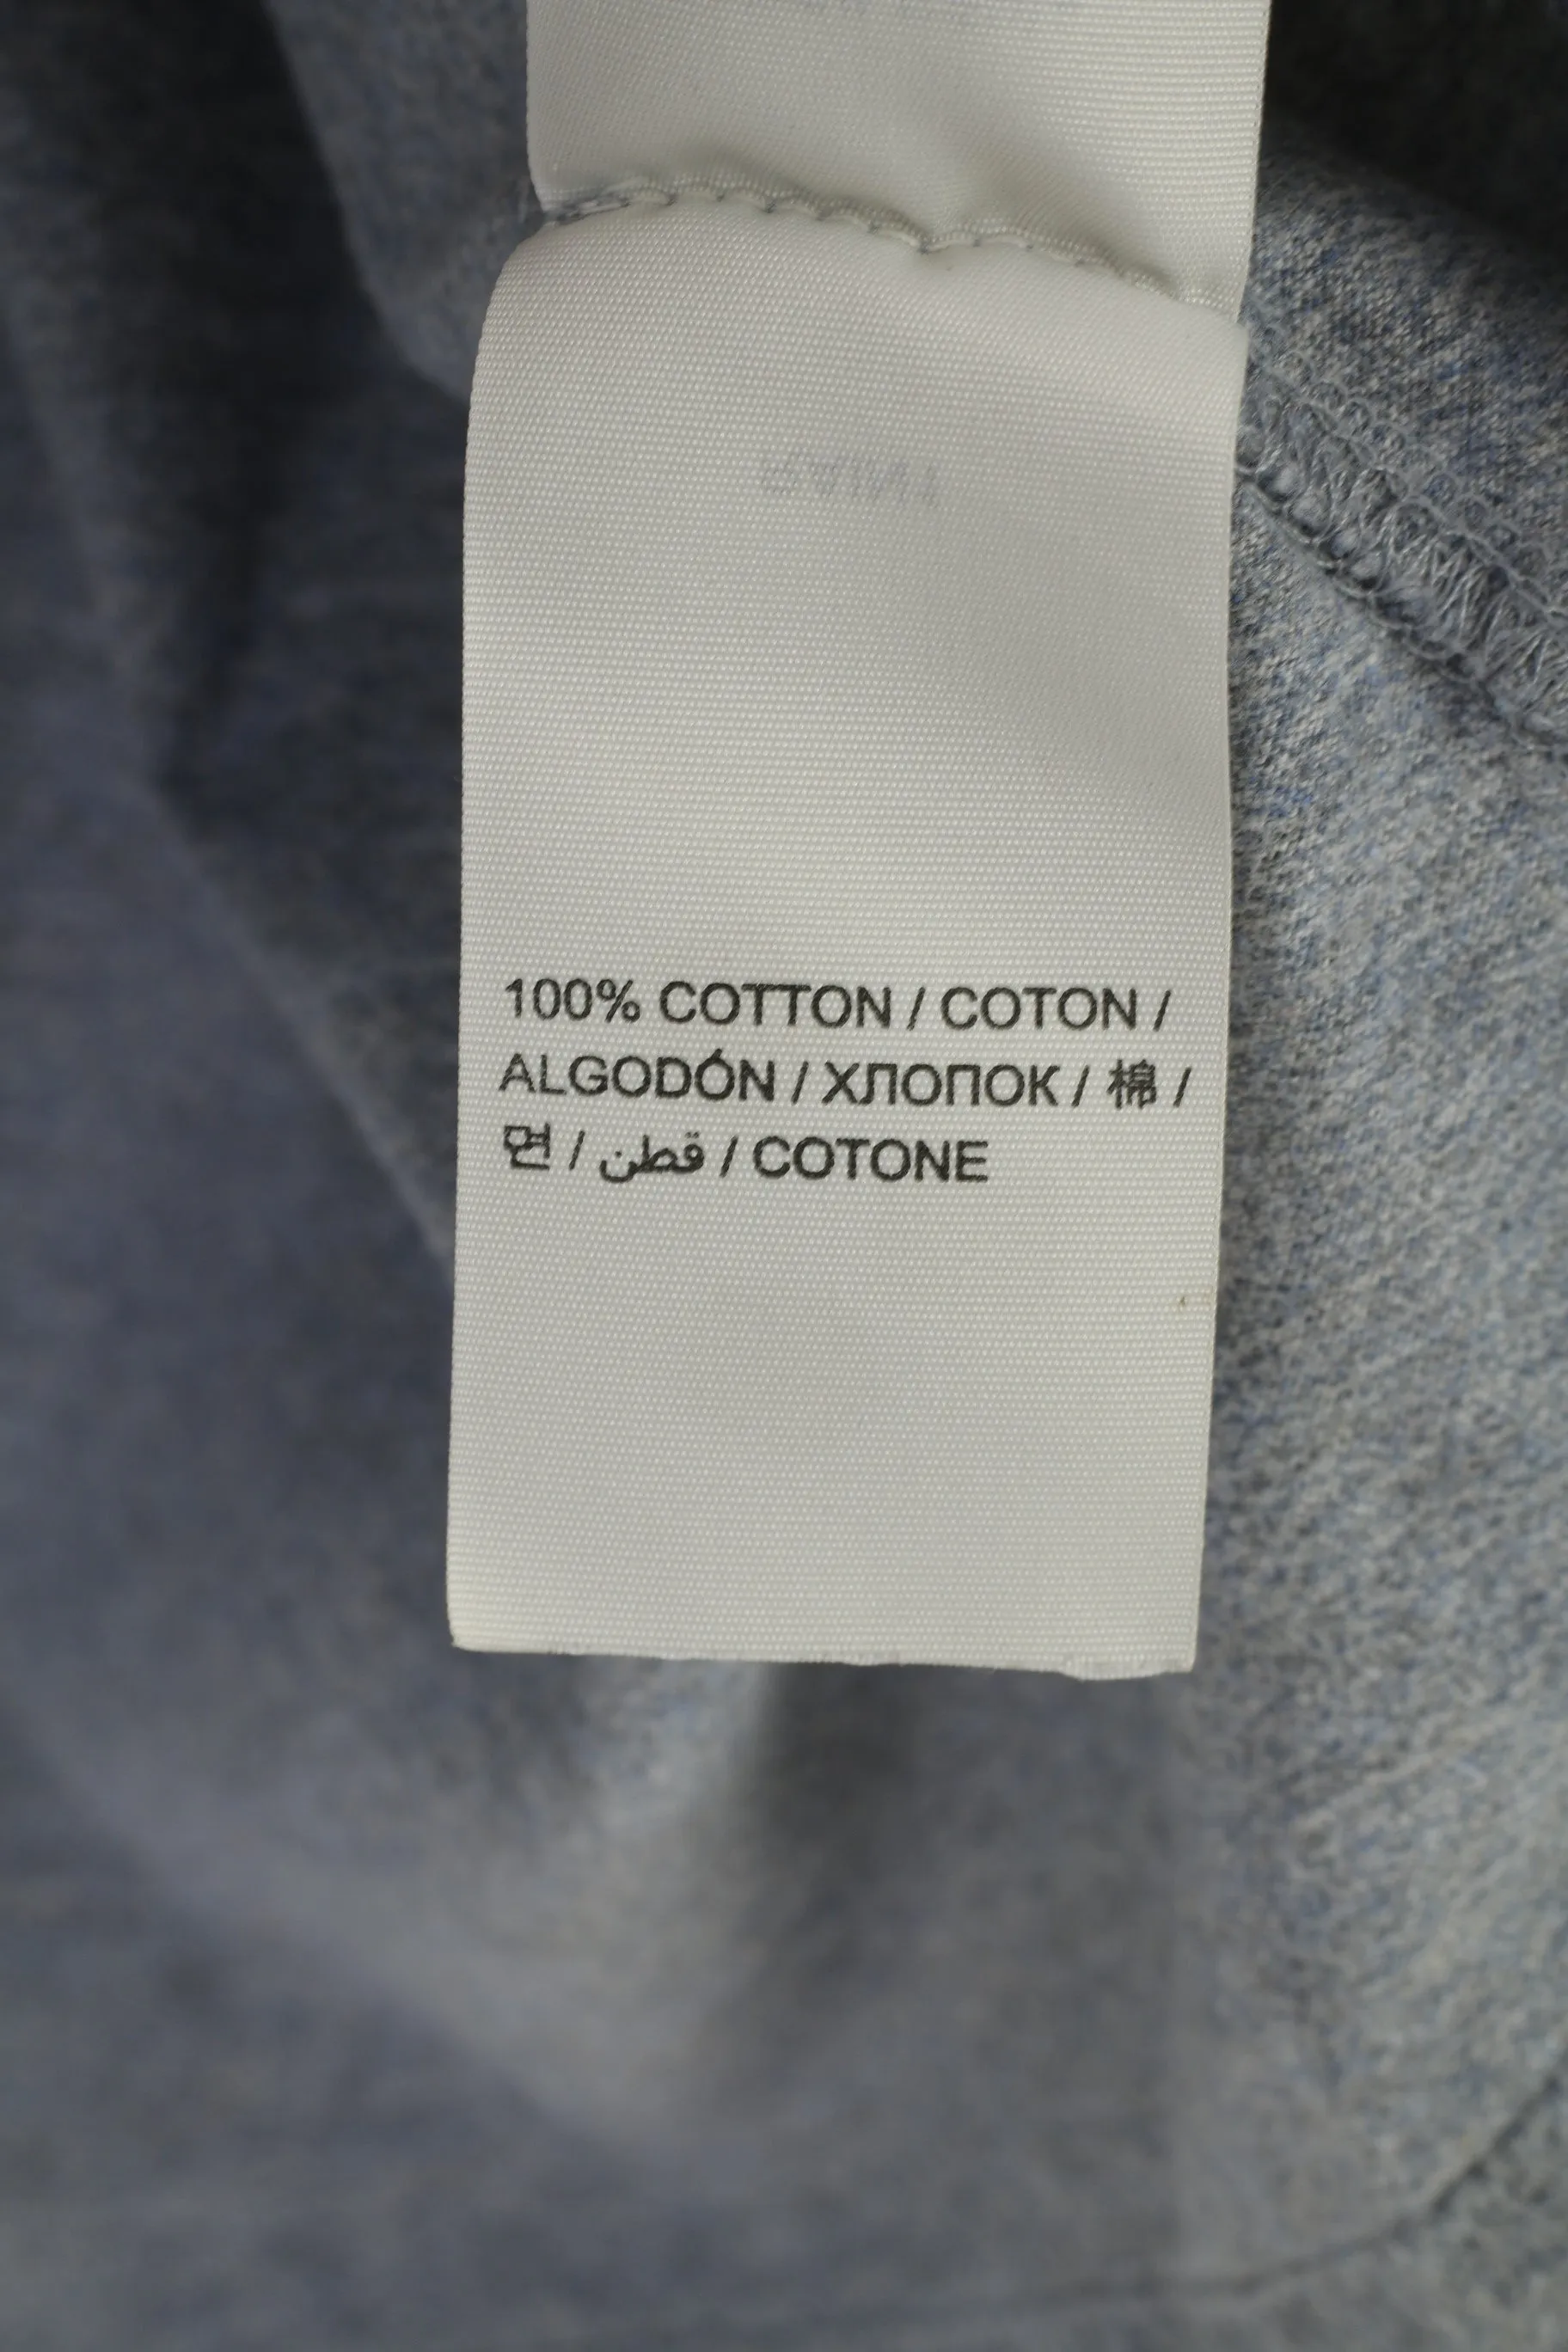 100% COTTON / COTON /
ALGODÓN / ХЛОПОК / 棉 /
면 / قطن / COTONE